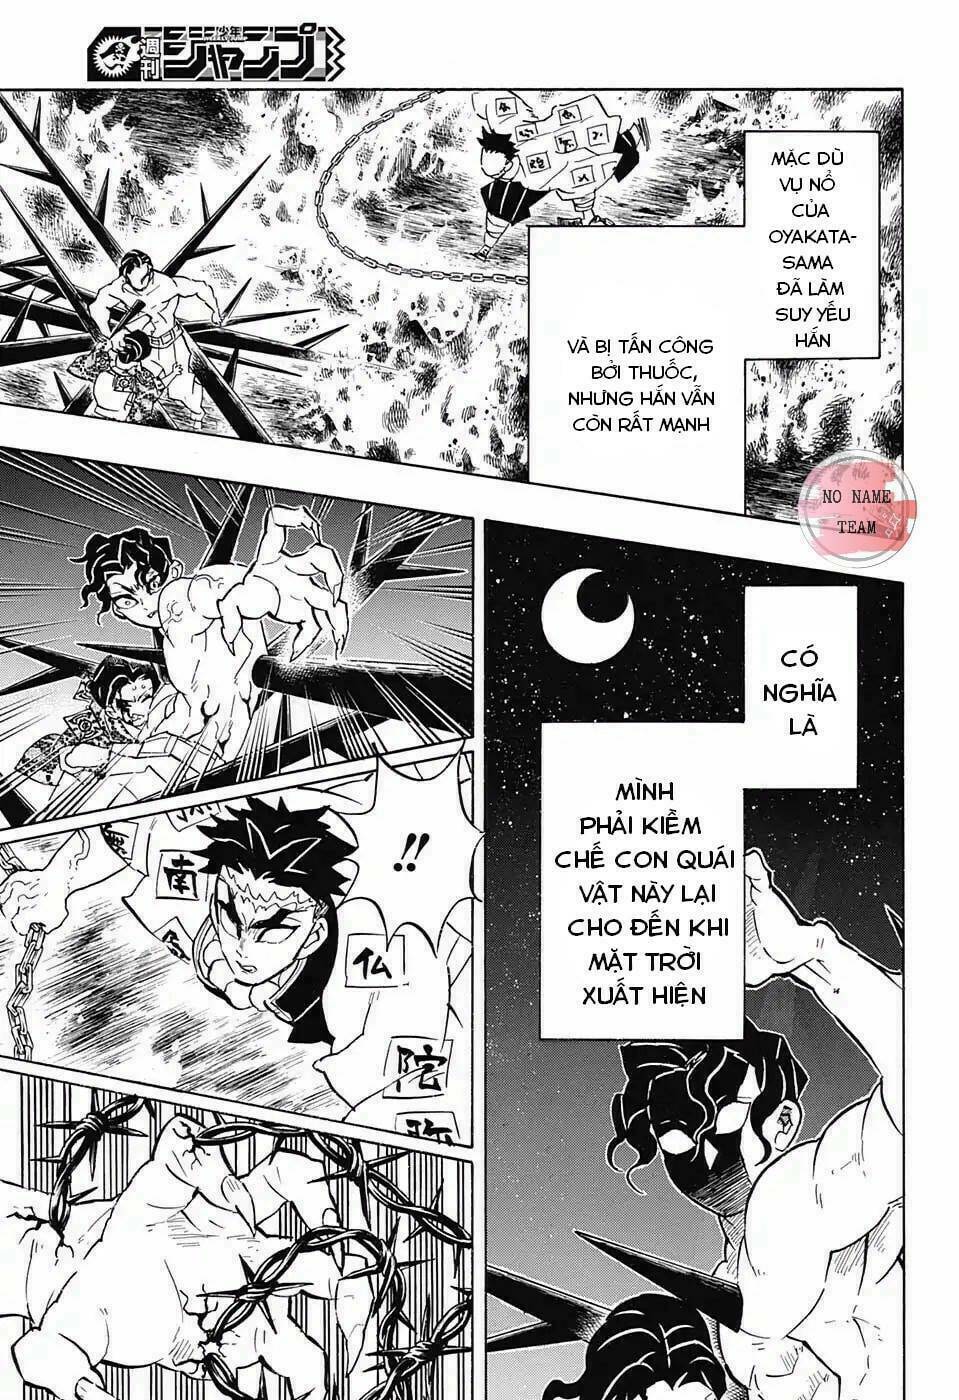 週刊少年ジャンプ
MẶC DÙ
VỤ NỔ
CỦA
OYAKATA-
SAMA
ĐÃ LÀM
SUY YẾU
HẮN
VÀ BỊ TẤN CÔNG
BỞI THUỐC,
NHƯNG HẮN VẪN
CÒN RẤT MẠNH
NO NAME
TEAM
CÓ
NGHĨA
LÀ
MÌNH
PHẢI KIỀM
CHẾ CON QUÁI
VẬT NÀY LẠI
CHO ĐẾN KHI
MẶT TRỜI
XUẤT HIỆN
!!
南
仏
陀
弥